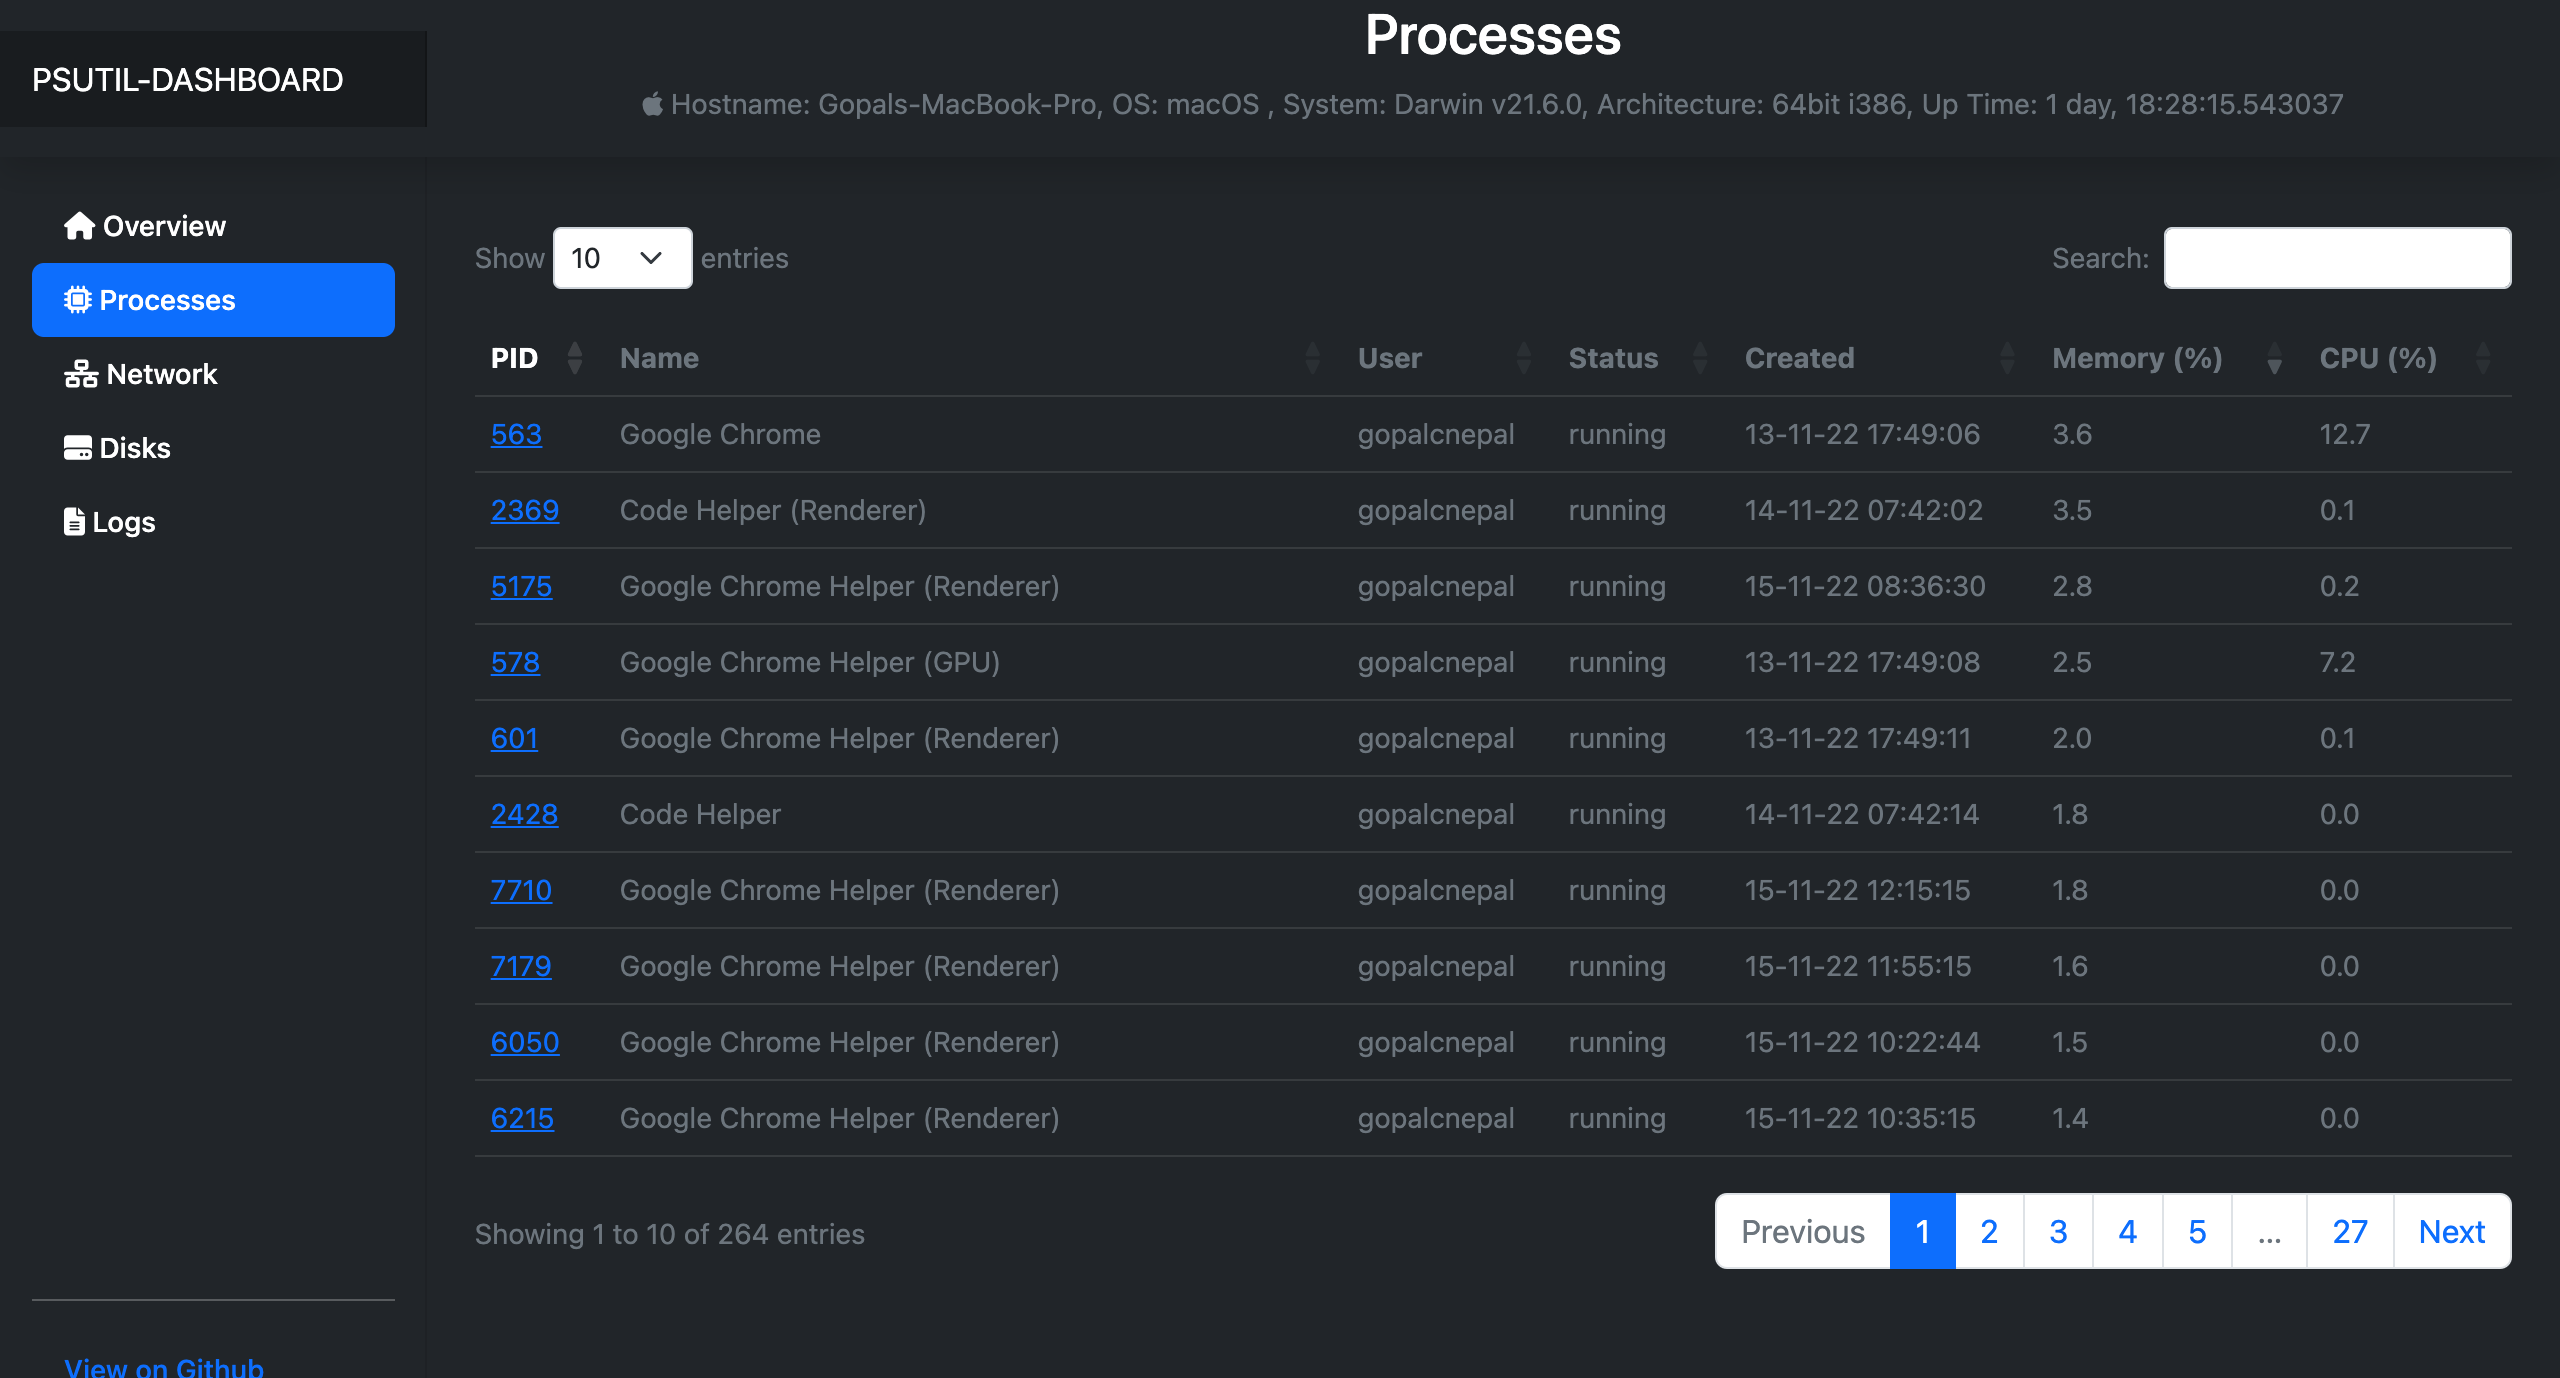 PSUTIL-DASHBOARD
Processes
Hostname: Gopals-MacBook-Pro, OS: macOS , System: Darwin v21.6.0, Architecture: 64bit i386, Up Time: 1 day, 18:28:15.543037
Overview
Processes
Network
Disks
Logs
Show 10 entries
Search:
PID Name User Status Created Memory (%) CPU (%)
563 Google Chrome gopalcnepal running 13-11-22 17:49:06 3.6 12.7
2369 Code Helper (Renderer) gopalcnepal running 14-11-22 07:42:02 3.5 0.1
5175 Google Chrome Helper (Renderer) gopalcnepal running 15-11-22 08:36:30 2.8 0.2
578 Google Chrome Helper (GPU) gopalcnepal running 13-11-22 17:49:08 2.5 7.2
601 Google Chrome Helper (Renderer) gopalcnepal running 13-11-22 17:49:11 2.0 0.1
2428 Code Helper gopalcnepal running 14-11-22 07:42:14 1.8 0.0
7710 Google Chrome Helper (Renderer) gopalcnepal running 15-11-22 12:15:15 1.8 0.0
7179 Google Chrome Helper (Renderer) gopalcnepal running 15-11-22 11:55:15 1.6 0.0
6050 Google Chrome Helper (Renderer) gopalcnepal running 15-11-22 10:22:44 1.5 0.0
6215 Google Chrome Helper (Renderer) gopalcnepal running 15-11-22 10:35:15 1.4 0.0
Showing 1 to 10 of 264 entries
Previous 1 2 3 4 5 ... 27 Next
View on Github